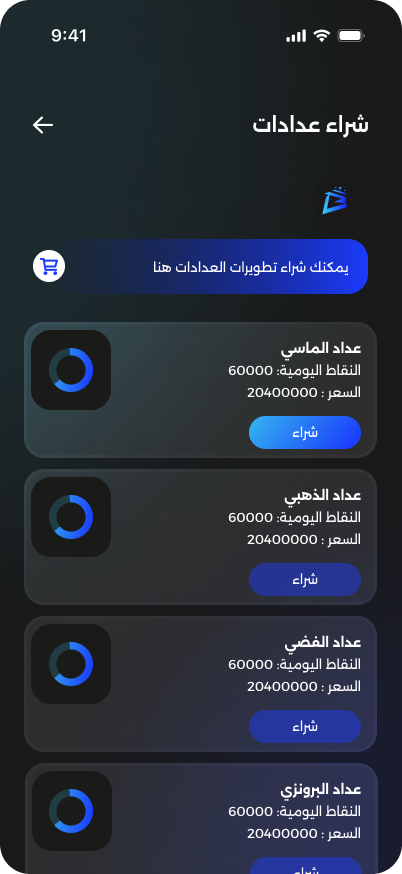 9:41
شراء عدادات
يمكنك شراء تطويرات العدادات هنا
عداد الماسي
النقاط اليومية: 60000
السعر : 20400000
شراء
عداد الذهبي
النقاط اليومية: 60000
السعر : 20400000
شراء
عداد الفضي
النقاط اليومية: 60000
السعر : 20400000
شراء
عداد البرونزي
النقاط اليومية: 60000
السعر : 20400000
شراء